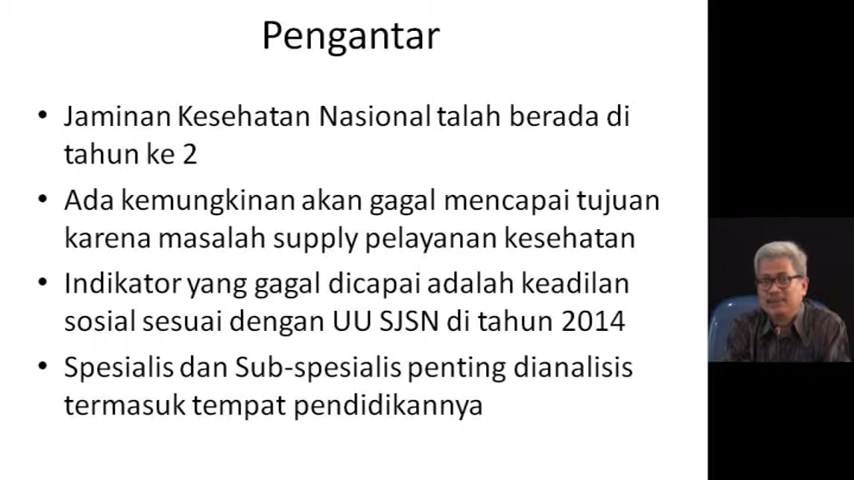 Pengantar
• Jaminan Kesehatan Nasional talah berada di
tahun ke 2
• Ada kemungkinan akan gagal mencapai tujuan
karena masalah supply pelayanan kesehatan
• Indikator yang gagal dicapai adalah keadilan
sosial sesuai dengan UU SJSN di tahun 2014
• Spesialis dan Sub-spesialis penting dianalisis
termasuk tempat pendidikannya